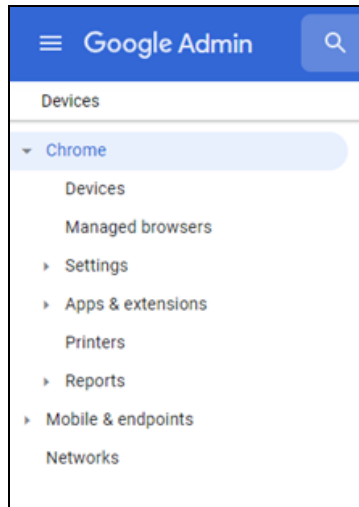 Google Admin
Devices
Chrome
Devices
Managed browsers
Settings
Apps & extensions
Printers
Reports
Mobile & endpoints
Networks